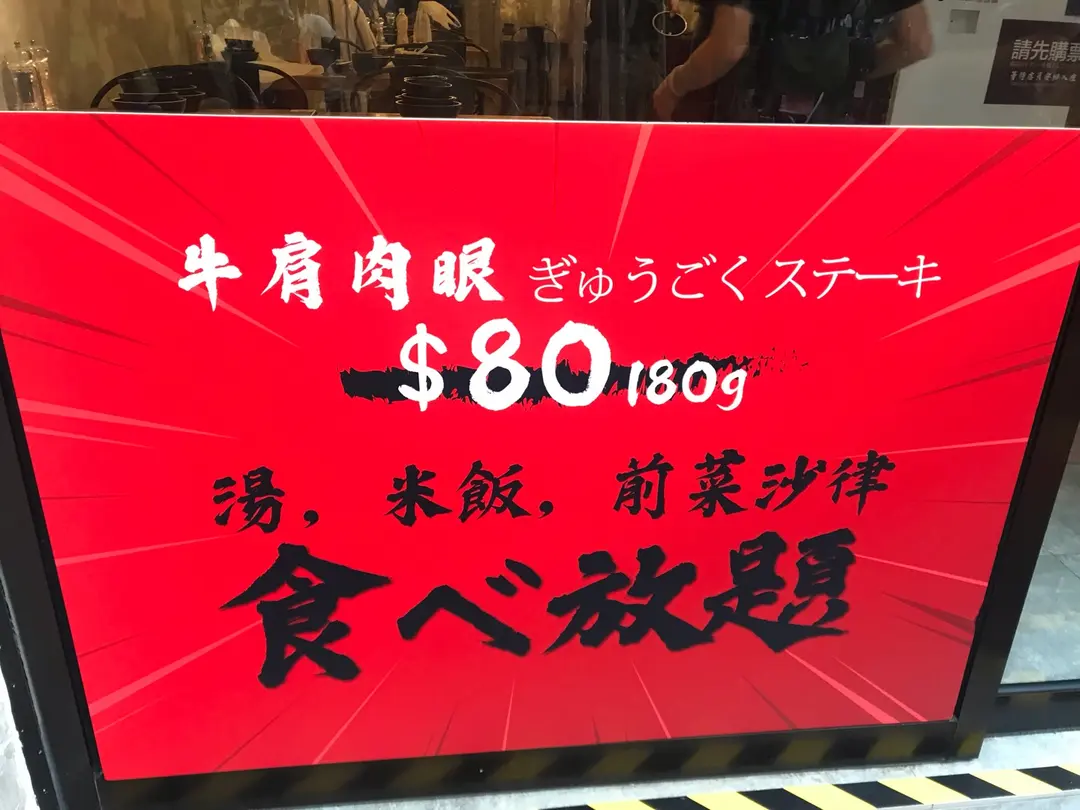 請先購票
牛肩肉眼 ぎゅうごくステーキ
$80 180g
湯, 米飯, 前菜沙律
食べ放題